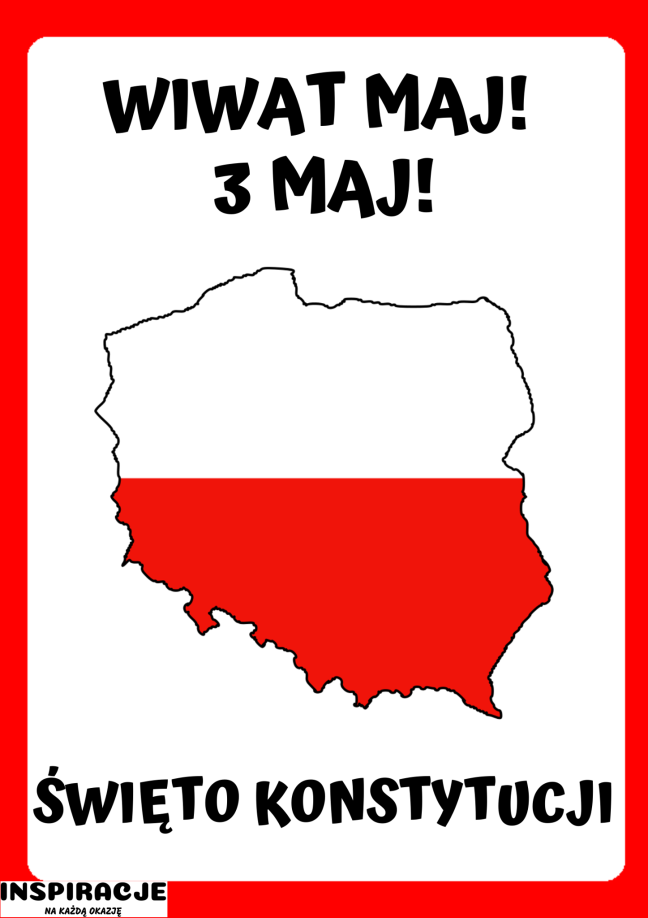 WIWAT MAJ!
3 MAJ!
ŚWIĘTO KONSTYTUCJI
INSPIRACJE
NA KAŻDĄ OKAZJĘ